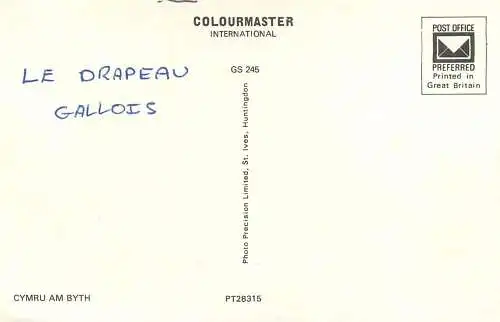 COLOURMASTER
INTERNATIONAL
POST OFFICE
PREFERRED
Printed in
Great Britain
LE DRAPEAU
GALLOIS
GS 245
Photo Precision Limited, St. Ives, Huntingdon
CYMRU AM BYTH
PT28315